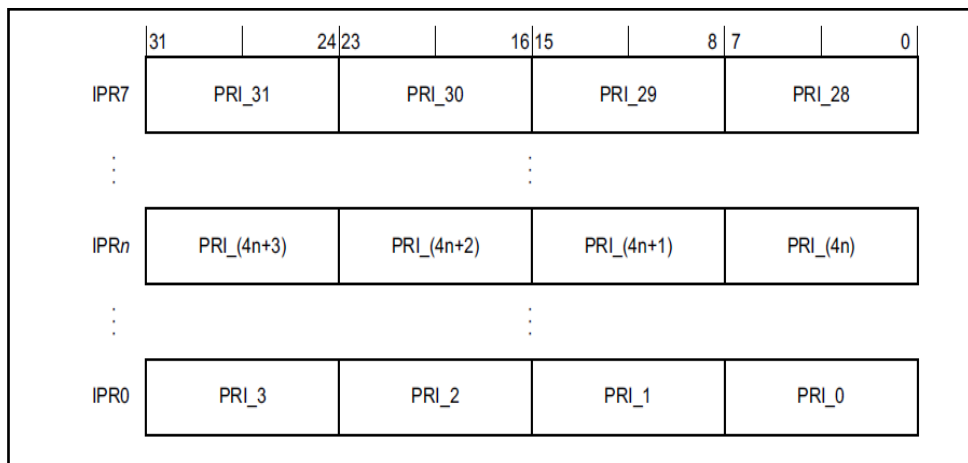 31 24 23 16 15 8 7 0
IPR7 PRI_31 PRI_30 PRI_29 PRI_28
IPRn PRI_(4n+3) PRI_(4n+2) PRI_(4n+1) PRI_(4n)
IPR0 PRI_3 PRI_2 PRI_1 PRI_0